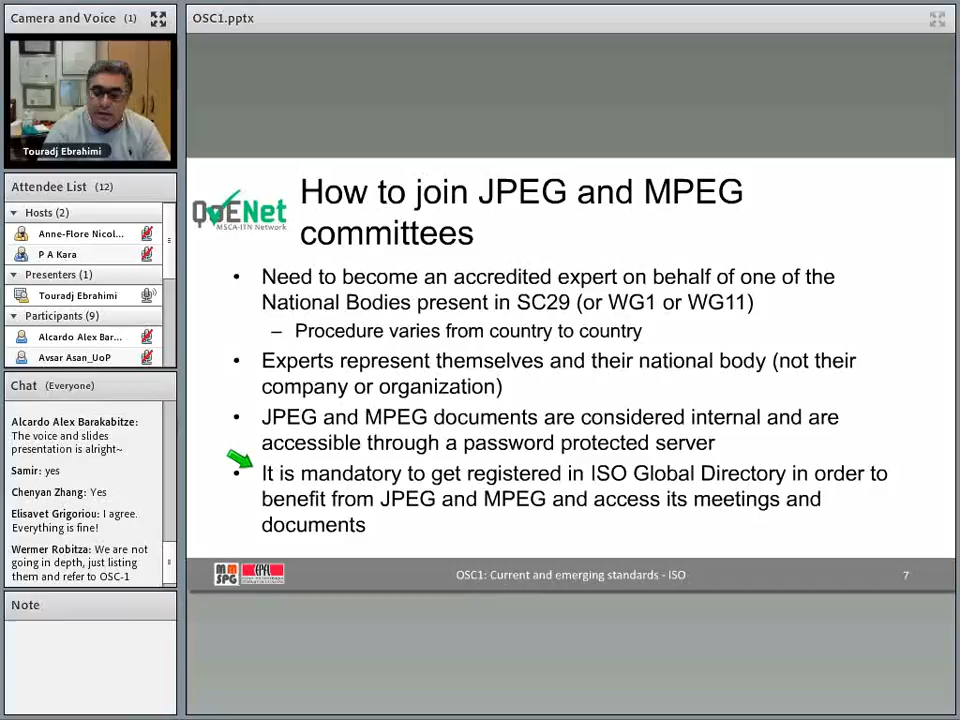 Camera and Voice (1)
Touradj Ebrahimi
Attendee List (12)
Hosts (2)
Anne-Flore Nicol...
P A Kara
Presenters (1)
Touradj Ebrahimi
Participants (9)
Alcardo Alex Bar...
Avsar Asan_UoP
Chat (Everyone)
Alcardo Alex Barakabitze:
The voice and slides
presentation is alright~
Samir: yes
Chenyan Zhang: Yes
Elisavet Grigoriou: I agree.
Everything is fine!
Wermer Robitza: We are not
going in depth, just listing
them and refer to OSC-1
Note
OSC1.pptx
QoENet
MSCA-ITN Network
How to join JPEG and MPEG
committees
• Need to become an accredited expert on behalf of one of the
National Bodies present in SC29 (or WG1 or WG11)
– Procedure varies from country to country
• Experts represent themselves and their national body (not their
company or organization)
• JPEG and MPEG documents are considered internal and are
accessible through a password protected server
• It is mandatory to get registered in ISO Global Directory in order to
benefit from JPEG and MPEG and access its meetings and
documents
MMSPG
EPFL
OSC1: Current and emerging standards - ISO
7